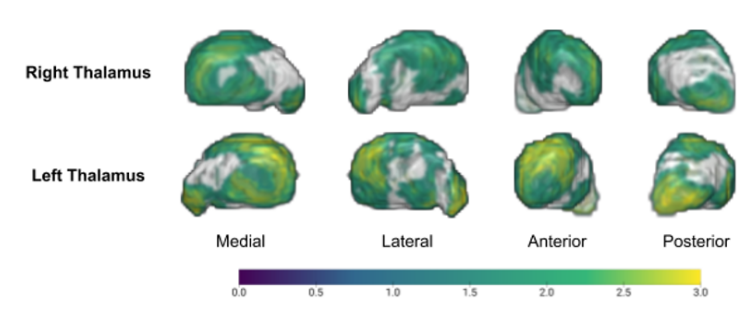 Right Thalamus
Left Thalamus
Medial Lateral Anterior Posterior
0.0 0.5 1.0 1.5 2.0 2.5 3.0